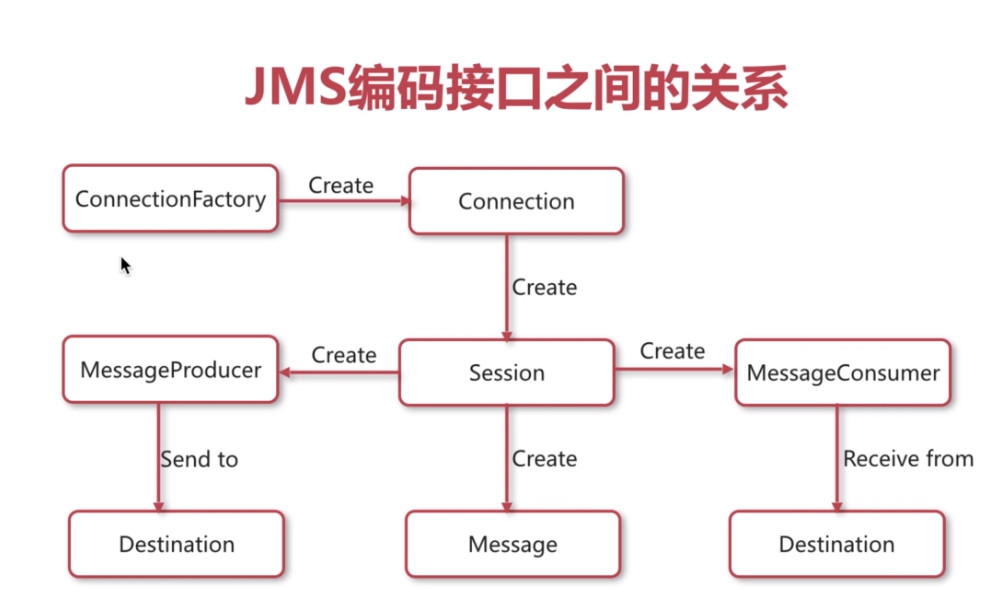 JMS编码接口之间的关系
ConnectionFactory
Create
Connection
Create
MessageProducer
Create
Session
Create
MessageConsumer
Send to
Create
Receive from
Destination
Message
Destination